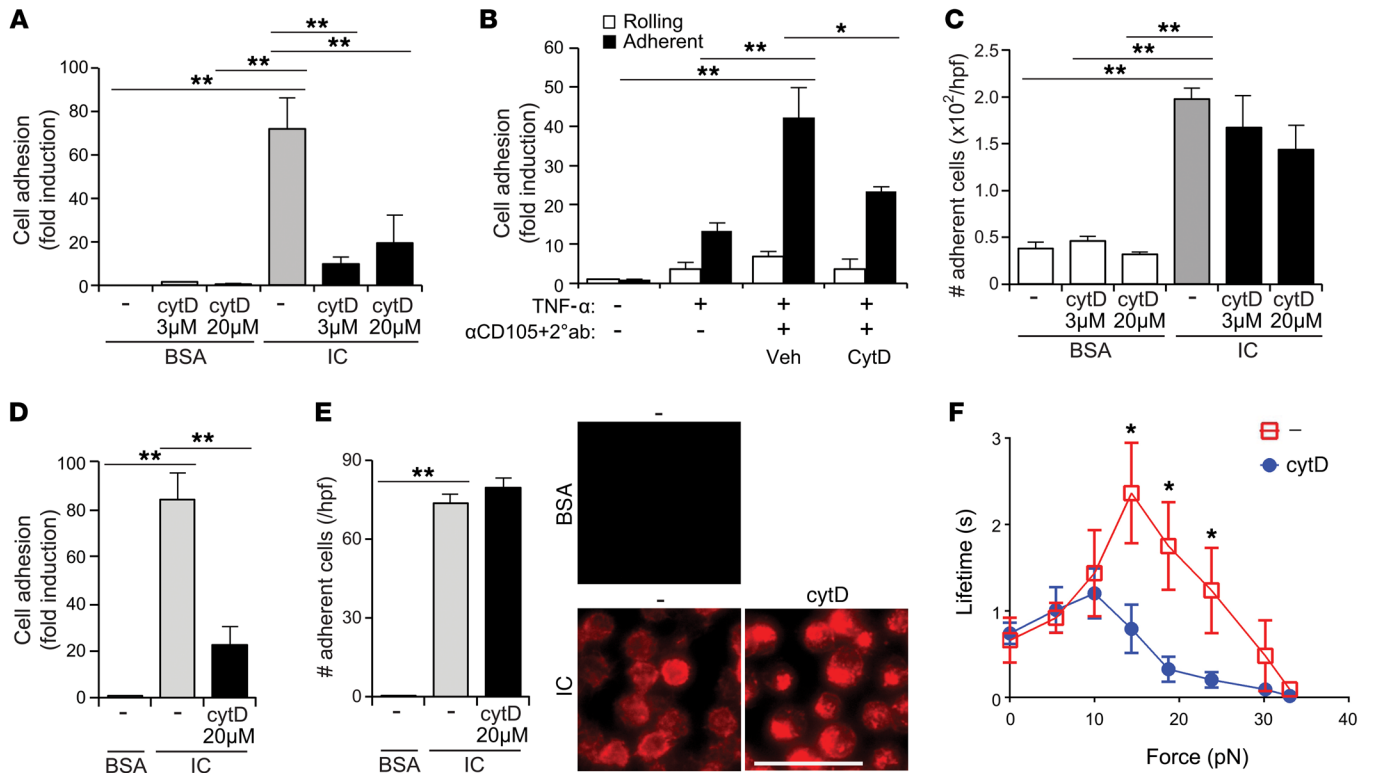 A
**
**
**
**
Cell adhesion
(fold induction)
100
80
60
40
20
0
- cytD 3µM cytD 20µM - cytD 3µM cytD 20µM
BSA IC
B
Rolling
Adherent
*
**
**
Cell adhesion
(fold induction)
60
50
40
30
20
10
0
TNF-α: - + + +
αCD105+2°ab: - - + +
Veh CytD
C
**
**
**
# adherent cells (x10²/hpf)
2.5
2.0
1.5
1.0
0.5
0
- cytD 3µM cytD 20µM - cytD 3µM cytD 20µM
BSA IC
D
**
**
Cell adhesion
(fold induction)
100
80
60
40
20
0
- - cytD 20µM
BSA IC
E
**
# adherent cells (/hpf)
90
60
30
0
- - cytD 20µM
BSA IC
-
BSA
- cytD
IC
F
- 
cytD
*
*
*
Lifetime (s)
3
2
1
0
0 10 20 30 40
Force (pN)